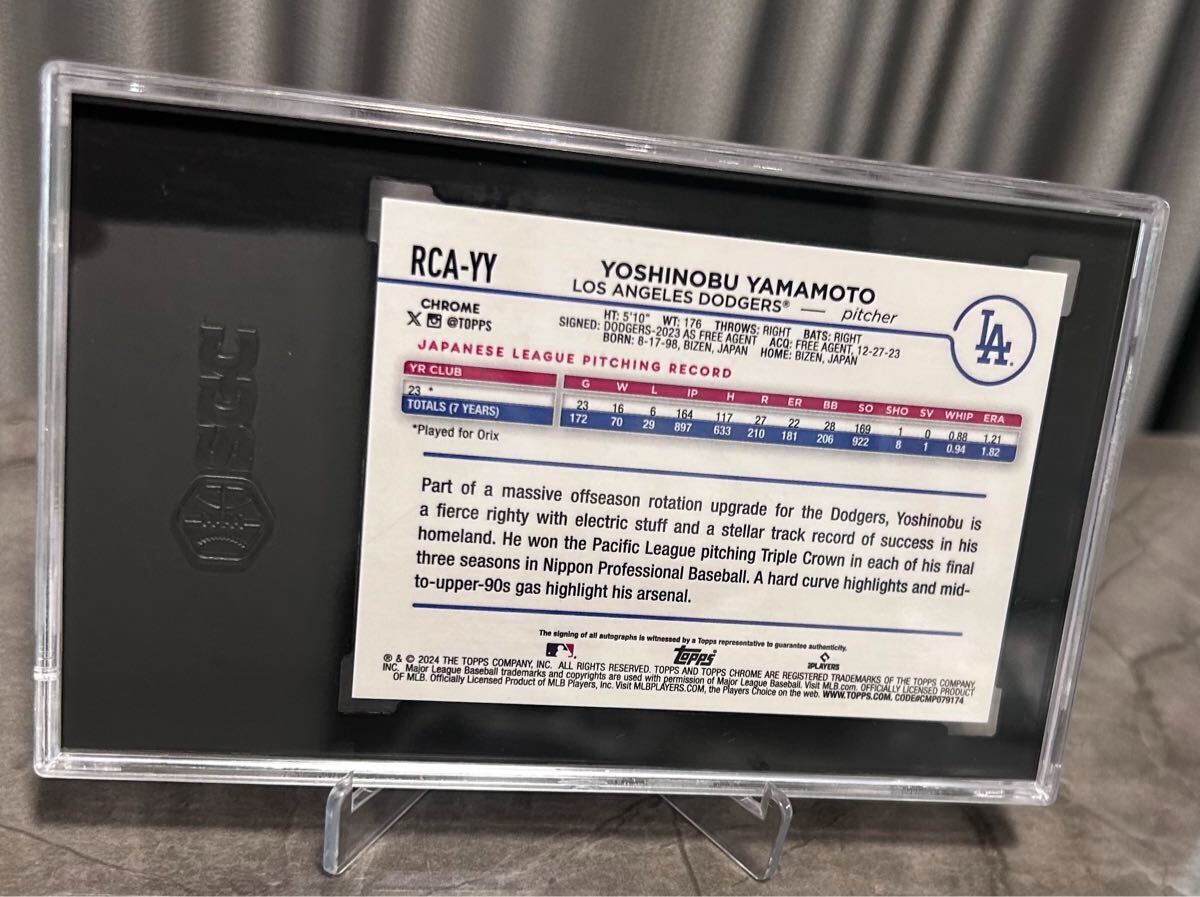 SGC
RCA-YY
YOSHINOBU YAMAMOTO
LOS ANGELES DODGERS® — pitcher
LA
CHROME
@TOPPS
HT: 5'10" WT: 176 THROWS: RIGHT BATS: RIGHT
SIGNED: DODGERS-2023 AS FREE AGENT ACQ: FREE AGENT, 12-27-23
BORN: 8-17-98, BIZEN, JAPAN HOME: BIZEN, JAPAN
JAPANESE LEAGUE PITCHING RECORD
YR CLUB G W L IP H R ER BB SO SHO SV WHIP ERA
23 * 23 16 6 164 117 27 22 28 169 1 0 0.88 1.21
TOTALS (7 YEARS) 172 70 29 897 633 210 181 206 922 8 1 0.94 1.82
*Played for Orix
Part of a massive offseason rotation upgrade for the Dodgers, Yoshinobu is
a fierce righty with electric stuff and a stellar track record of success in his
homeland. He won the Pacific League pitching Triple Crown in each of his final
three seasons in Nippon Professional Baseball. A hard curve highlights and mid-
to-upper-90s gas highlight his arsenal.
The signing of all autographs is witnessed by a Topps representative to guarantee authenticity.
topps PLAYERS
® & © 2024 THE TOPPS COMPANY, INC. ALL RIGHTS RESERVED. TOPPS AND TOPPS CHROME ARE REGISTERED TRADEMARKS OF THE TOPPS COMPANY,
INC. Major League Baseball trademarks and copyrights are used with permission of Major League Baseball. Visit MLB.com. OFFICIALLY LICENSED PRODUCT
OF MLB. Officially Licensed Product of MLB Players, Inc. Visit MLBPLAYERS.COM, the Players Choice on the web. WWW.TOPPS.COM. CODE#CMP079174